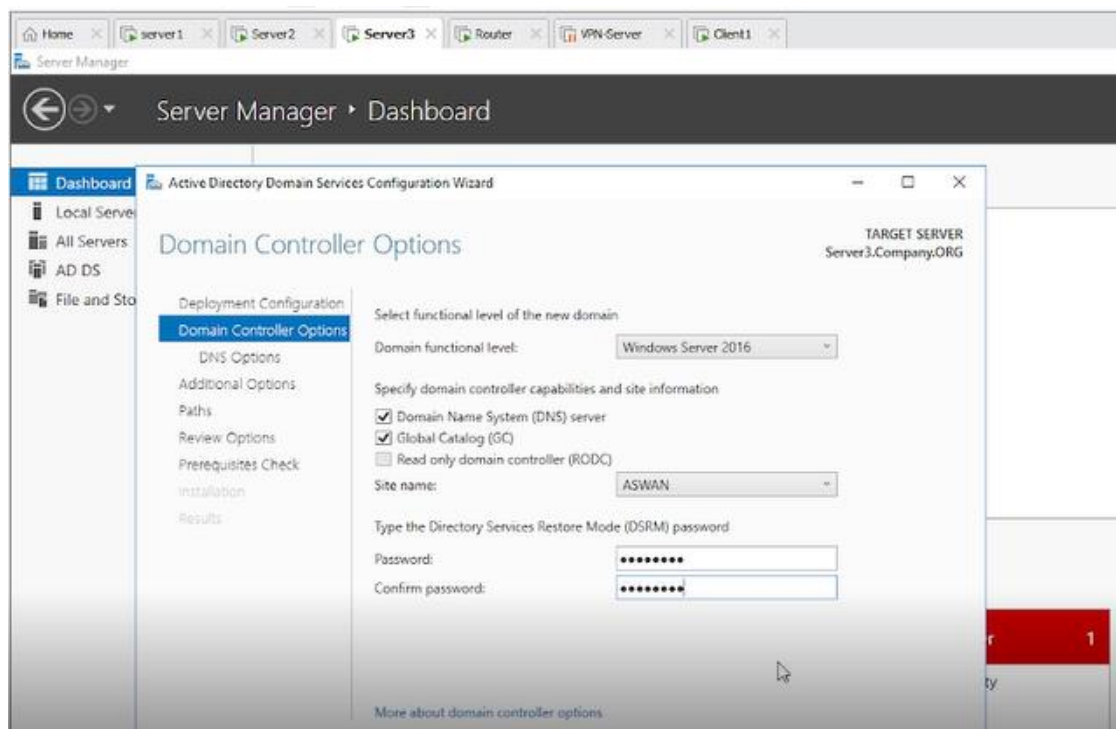 Home server1 Server2 Server3 Router VPN-Server Client1
Server Manager
Server Manager ‣ Dashboard
Dashboard
Local Serve
All Servers
AD DS
File and Sto
Active Directory Domain Services Configuration Wizard
Domain Controller Options
TARGET SERVER
Server3.Company.ORG
Deployment Configuration
Domain Controller Options
DNS Options
Additional Options
Paths
Review Options
Prerequisites Check
Installation
Results
Select functional level of the new domain
Domain functional level: Windows Server 2016
Specify domain controller capabilities and site information
Domain Name System (DNS) server
Global Catalog (GC)
Read only domain controller (RODC)
Site name: ASWAN
Type the Directory Services Restore Mode (DSRM) password
Password: ●●●●●●●●
Confirm password: ●●●●●●●●
More about domain controller options
r 1
ty